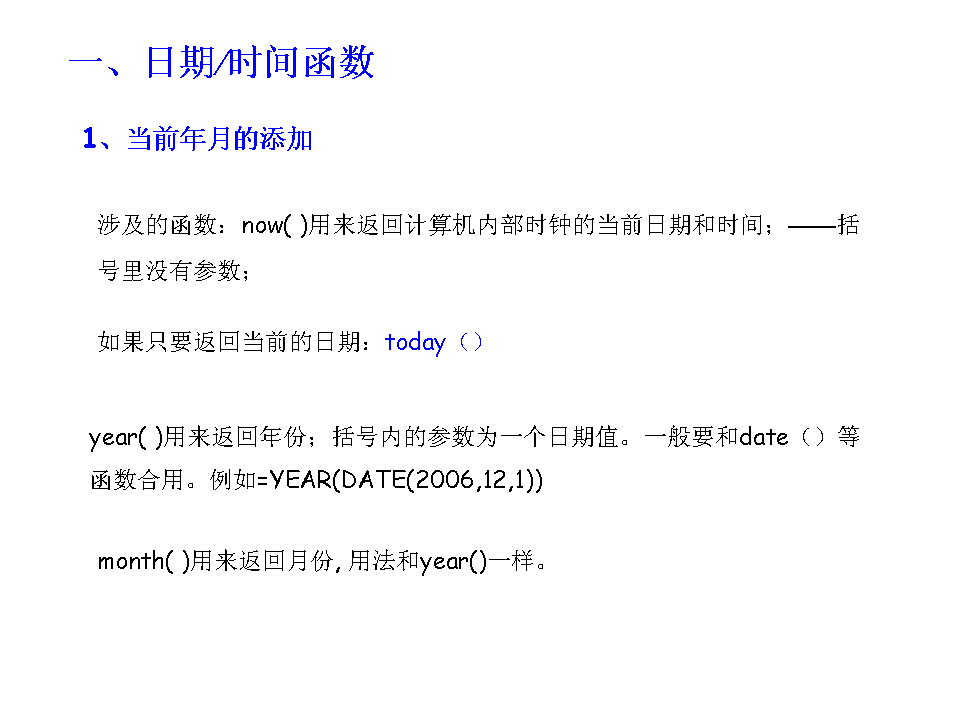 一、日期/时间函数
1、当前年月的添加
涉及的函数：now( )用来返回计算机内部时钟的当前日期和时间；——括
号里没有参数；
如果只要返回当前的日期：today（）
year( )用来返回年份；括号内的参数为一个日期值。一般要和date（）等
函数合用。例如=YEAR(DATE(2006,12,1))
month( )用来返回月份, 用法和year()一样。